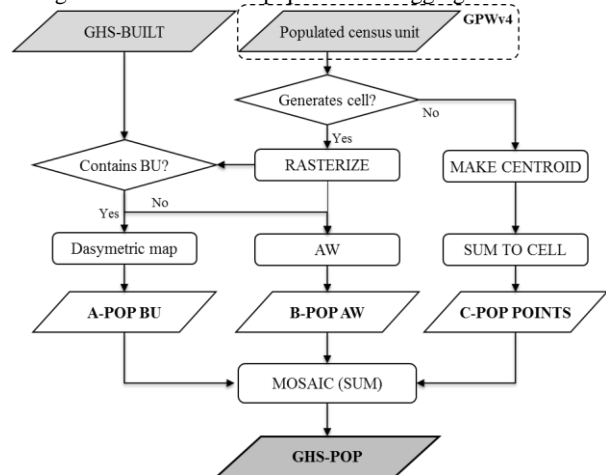 GHS-BUILT
Populated census unit
GPWv4
Generates cell?
No
Yes
Contains BU?
RASTERIZE
MAKE CENTROID
Yes
No
Dasymetric map
AW
SUM TO CELL
A-POP BU
B-POP AW
C-POP POINTS
MOSAIC (SUM)
GHS-POP